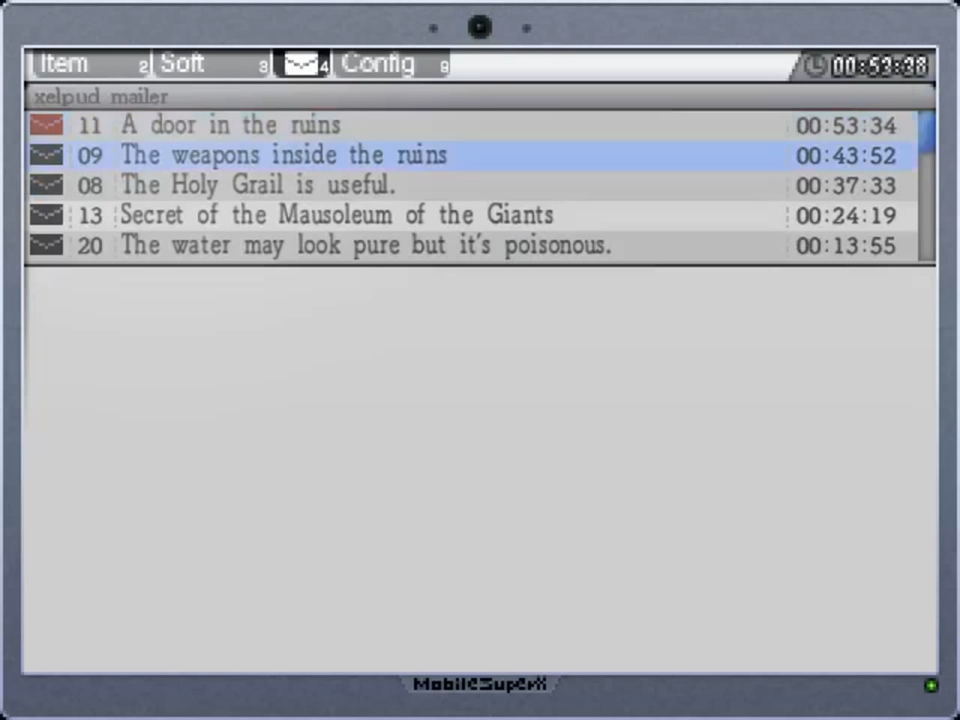 Item 2 Soft 3 4 Config 9
xelpud mailer
11 A door in the ruins 00:53:34
09 The weapons inside the ruins 00:43:52
08 The Holy Grail is useful. 00:37:33
13 Secret of the Mausoleum of the Giants 00:24:19
20 The water may look pure but it's poisonous. 00:13:55
MobileSuperX